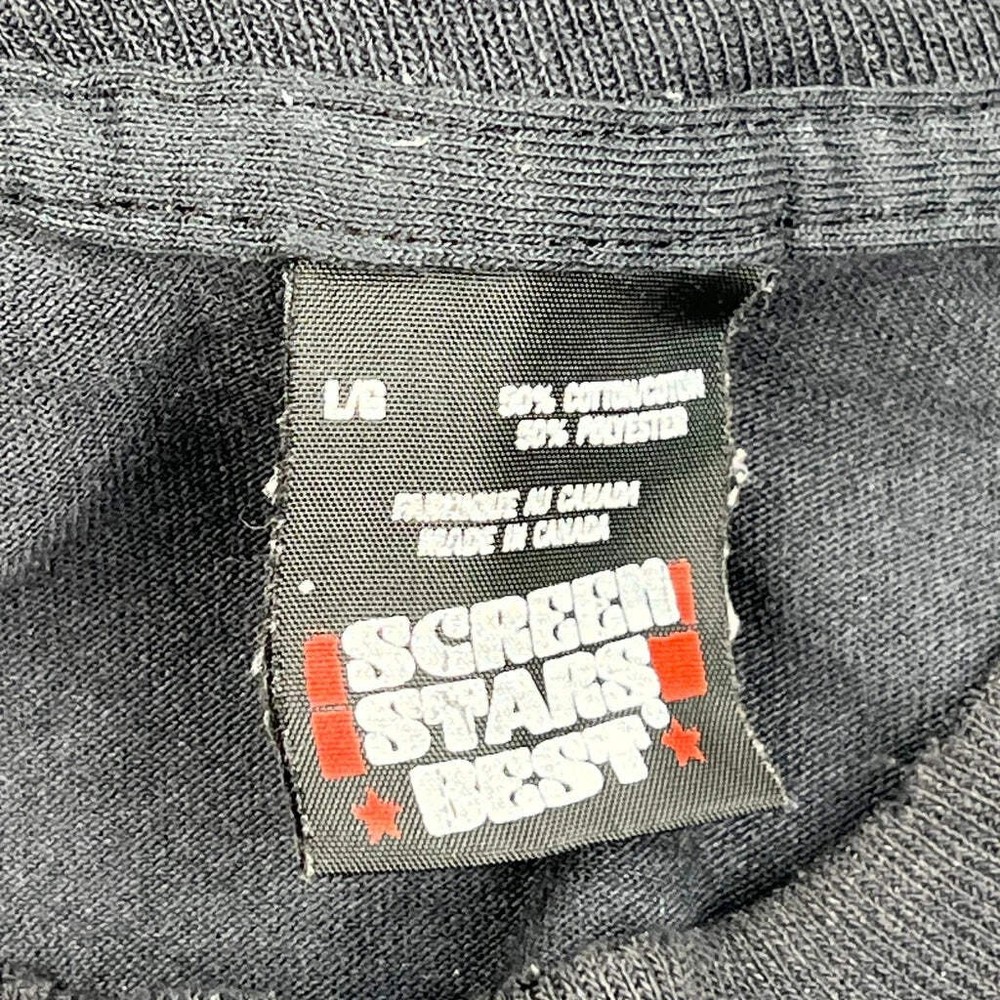 L/G
50% COTTON/COTON
50% POLYESTER
FABRIQUE AU CANADA
MADE IN CANADA
SCREEN
STARS
BEST